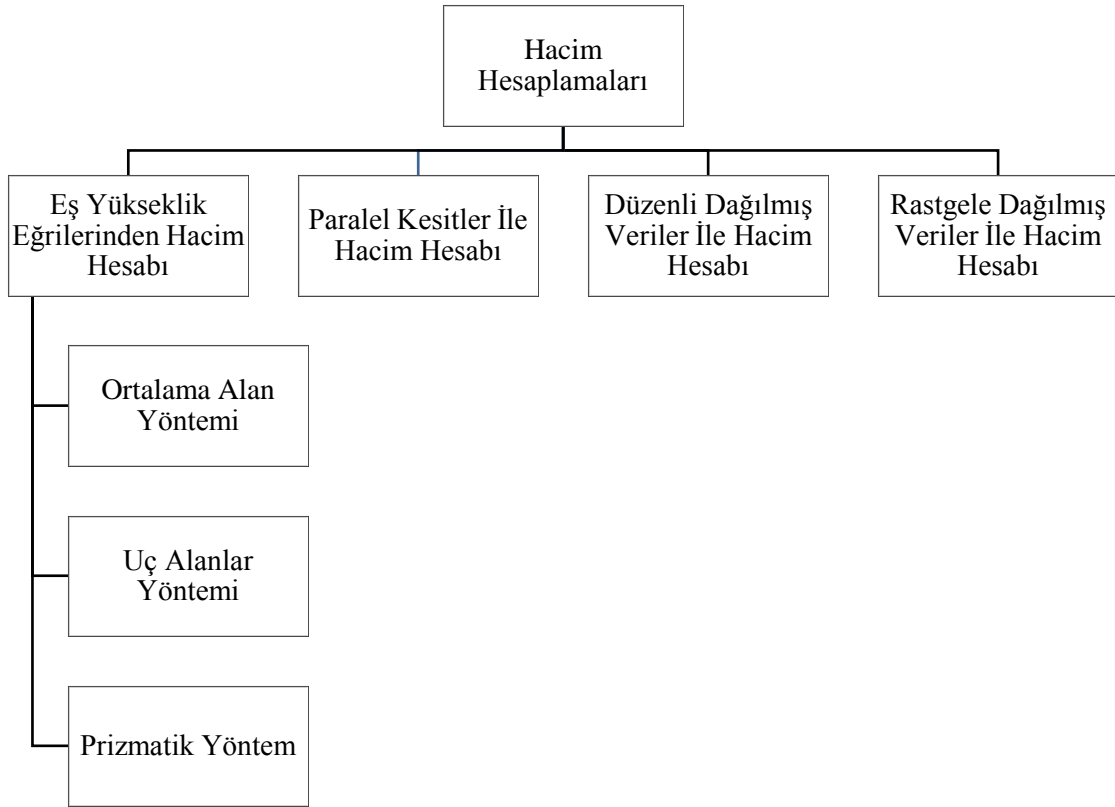 Hacim
Hesaplamaları
Eş Yükseklik
Eğrilerinden Hacim
Hesabı
Paralel Kesitler İle
Hacim Hesabı
Düzenli Dağılmış
Veriler İle Hacim
Hesabı
Rastgele Dağılmış
Veriler İle Hacim
Hesabı
Ortalama Alan
Yöntemi
Uç Alanlar
Yöntemi
Prizmatik Yöntem